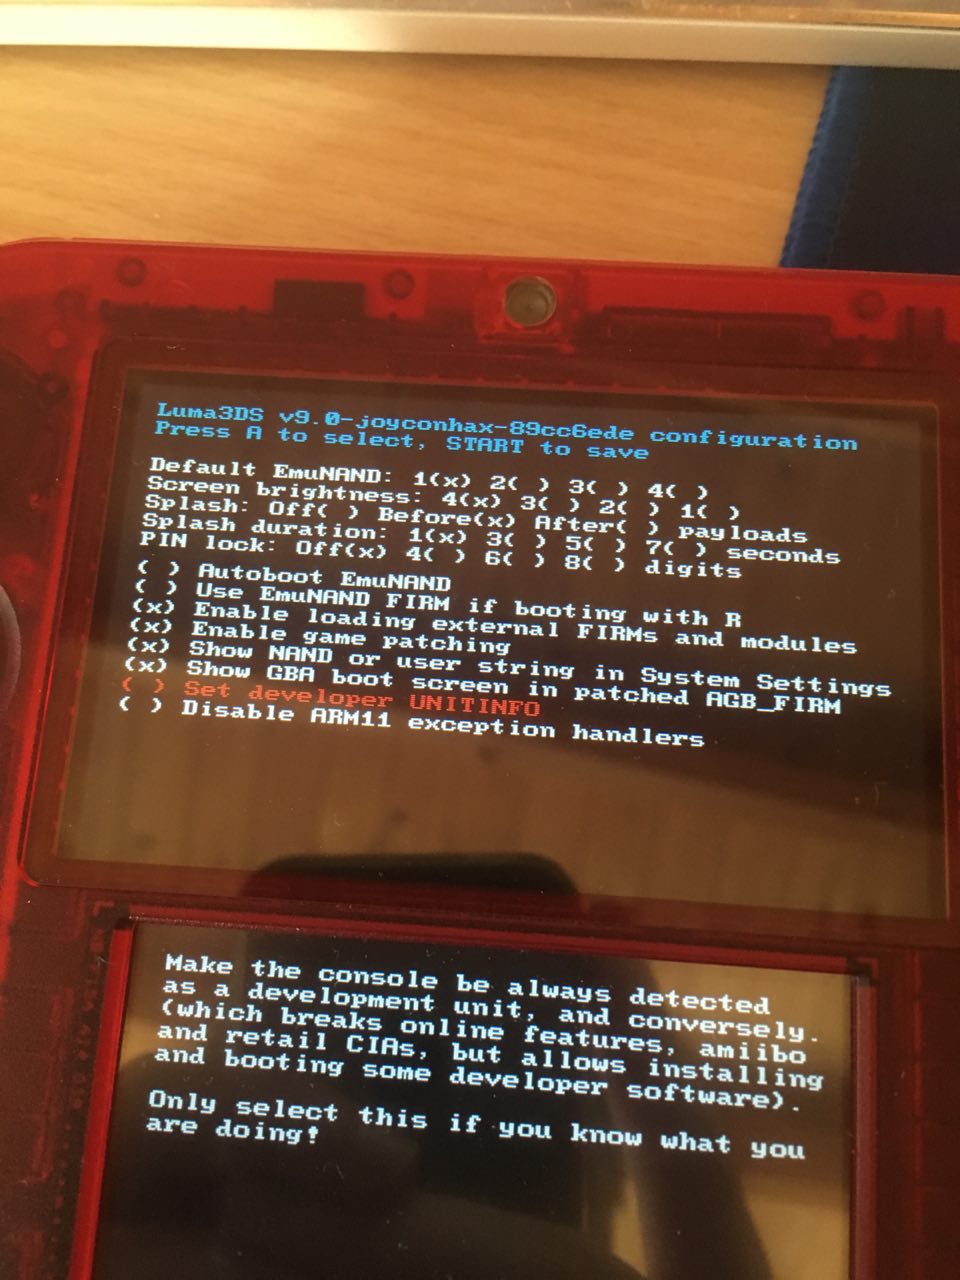 Luma3DS v9.0-joyconhax-89cc6ede configuration
Press A to select, START to save
Default EmuNAND: 1(x) 2( ) 3( ) 4( )
Screen brightness: 4(x) 3( ) 2( ) 1( )
Splash: Off( ) Before(x) After( ) payloads
Splash duration: 1(x) 3( ) 5( ) 7( ) seconds
PIN lock: Off(x) 4( ) 6( ) 8( ) digits
( ) Autoboot EmuNAND
( ) Use EmuNAND FIRM if booting with R
(x) Enable loading external FIRMs and modules
(x) Enable game patching
(x) Show NAND or user string in System Settings
(x) Show GBA boot screen in patched AGB_FIRM
( ) Set developer UNITINFO
( ) Disable ARM11 exception handlers
Make the console be always detected
as a development unit, and conversely.
(which breaks online features, amiibo
and retail CIAs, but allows installing
and booting some developer software).
Only select this if you know what you
are doing!